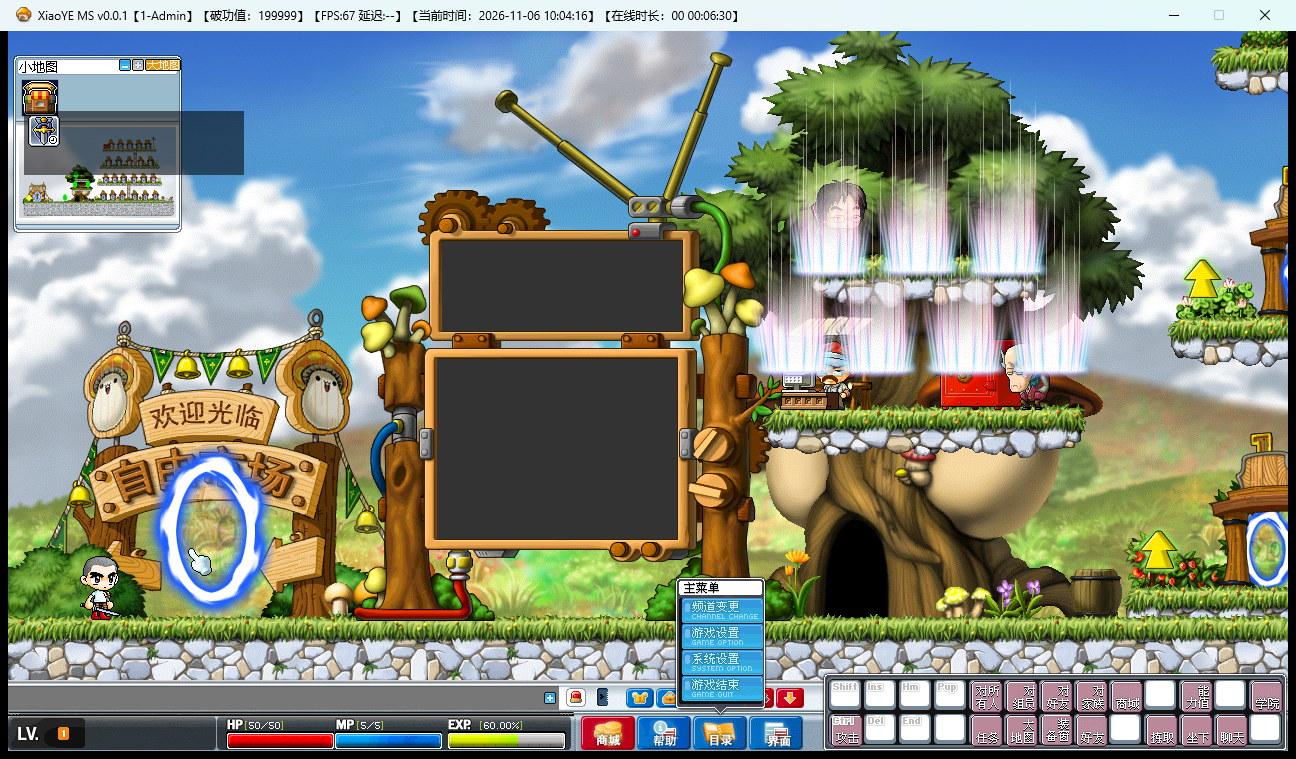 XiaoYE MS v0.0.1【1-Admin】【破功值：199999】【FPS:67 延迟:--】【当前时间：2026-11-06 10:04:16】【在线时长：00 00:06:30】
小地图
大地图
欢迎光临
自由市场
主菜单
频道变更
CHANNEL CHANGE
游戏设置
GAME OPTION
系统设置
SYSTEM OPTION
游戏结束
GAME QUIT
LV. 1
HP[50/50]
MP[5/5]
EXP. [60.00%]
商城
帮助
目录
界面
Shift
Ins
Hm
Pup
对所有人
对组员
对好友
对家族
商城
能力值
学院
Ctrl
攻击
Del
End
任务
大地图
装备窗
好友
拣取
坐下
聊天